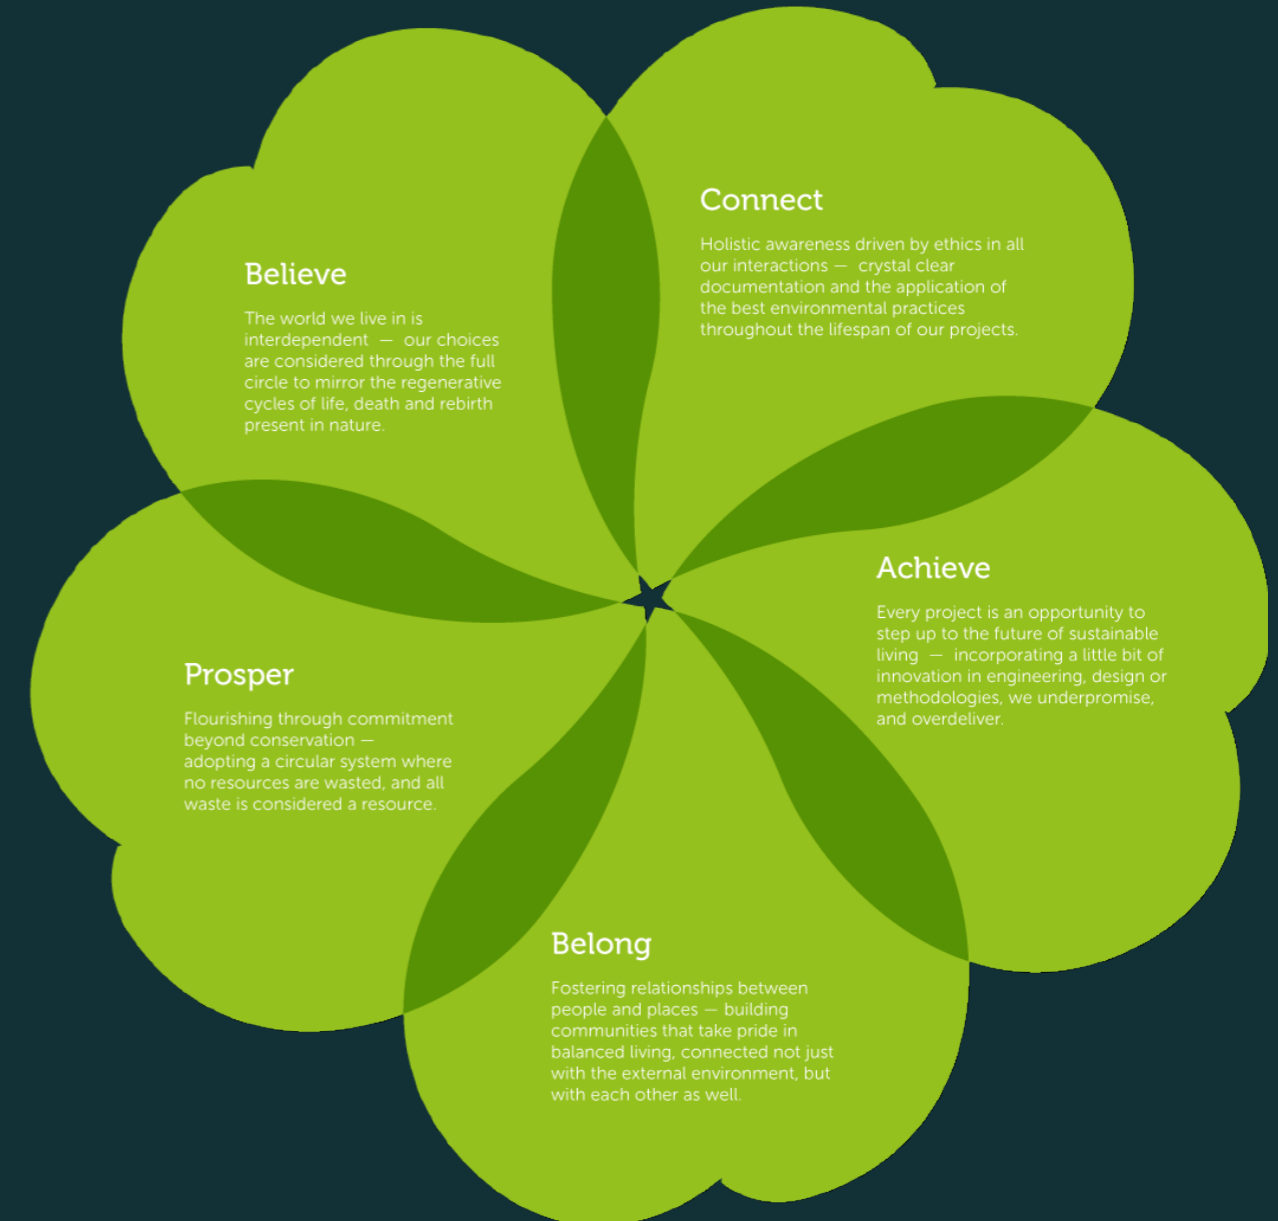 Connect
Holistic awareness driven by ethics in all
our interactions — crystal clear
documentation and the application of
the best environmental practices
throughout the lifespan of our projects.
Believe
The world we live in is
interdependent — our choices
are considered through the full
circle to mirror the regenerative
cycles of life, death and rebirth
present in nature.
Achieve
Every project is an opportunity to
step up to the future of sustainable
living — incorporating a little bit of
innovation in engineering, design or
methodologies, we underpromise,
and overdeliver.
Prosper
Flourishing through commitment
beyond conservation —
adopting a circular system where
no resources are wasted, and all
waste is considered a resource.
Belong
Fostering relationships between
people and places — building
communities that take pride in
balanced living, connected not just
with the external environment, but
with each other as well.